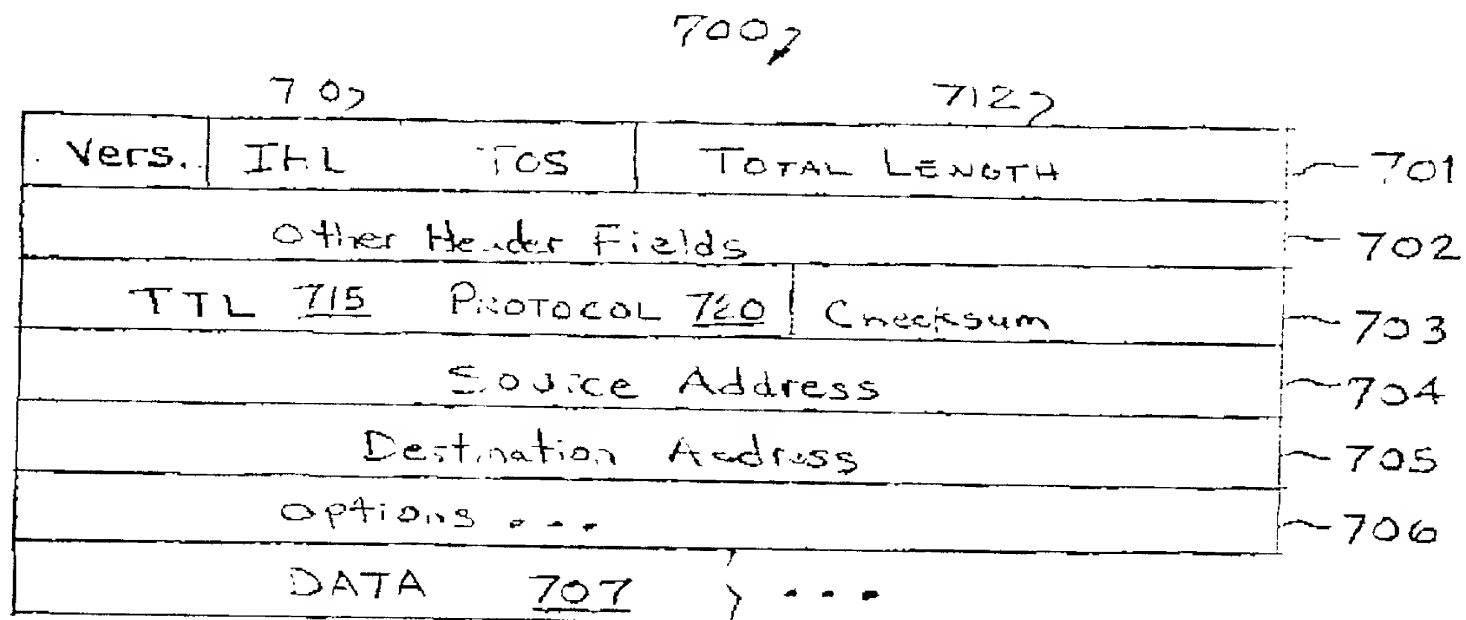 700
710 712
Vers. IHL TOS TOTAL LENGTH 701
Other Header Fields 702
TTL 715 PROTOCOL 720 Checksum 703
Source Address 704
Destination Address 705
Options ... 706
DATA 707 ...